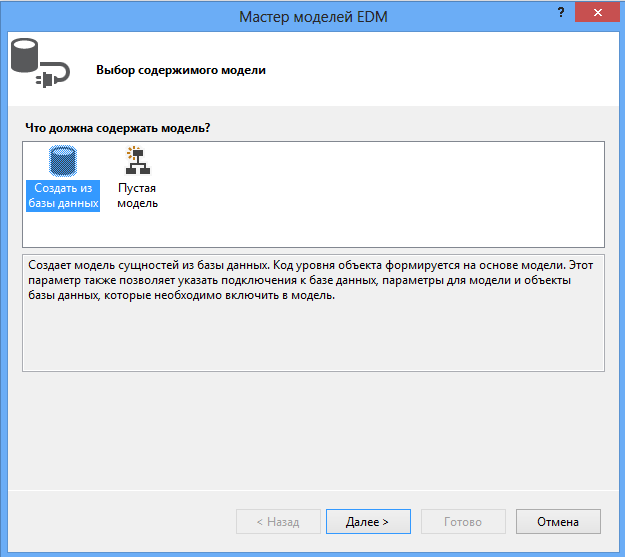 Мастер моделей EDM
?
Выбор содержимого модели
Что должна содержать модель?
Создать из
базы данных
Пустая
модель
Создает модель сущностей из базы данных. Код уровня объекта формируется на основе модели. Этот
параметр также позволяет указать подключения к базе данных, параметры для модели и объекты
базы данных, которые необходимо включить в модель.
< Назад
Далее >
Готово
Отмена